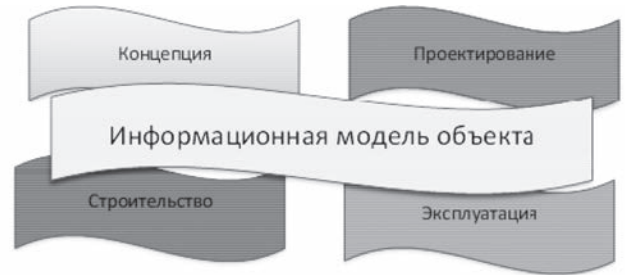 Концепция
Проектирование
Информационная модель объекта
Строительство
Эксплуатация